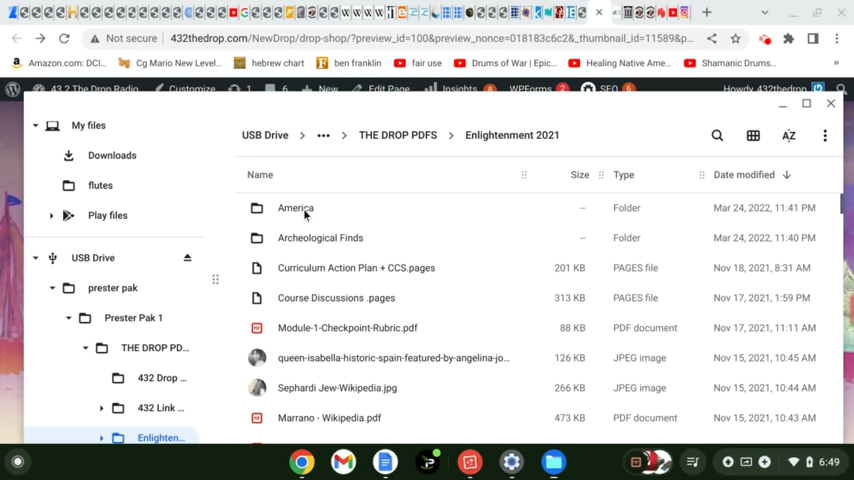 Not secure 432thedrop.com/NewDrop/drop-shop/?preview_id=100&preview_nonce=018183c6c2&_thumbnail_id=11589&p...
Amazon.com: DCI... Cg Mario New Level... hebrew chart ben franklin fair use Drums of War | Epic... Healing Native Ame... Shamanic Drums...
43.2 The Drop Radio Customize 1 6 New Edit Page Insights WPForms 2 SEO 6 Howdy, 432thedrop
My files
USB Drive ... THE DROP PDFS Enlightenment 2021
Downloads
Name Size Type Date modified
flutes
America -- Folder Mar 24, 2022, 11:41 PM
Play files
Archeological Finds -- Folder Mar 24, 2022, 11:40 PM
USB Drive
Curriculum Action Plan + CCS.pages 201 KB PAGES file Nov 18, 2021, 8:31 AM
prester pak
Course Discussions .pages 313 KB PAGES file Nov 17, 2021, 1:59 PM
Prester Pak 1
Module-1-Checkpoint-Rubric.pdf 88 KB PDF document Nov 17, 2021, 11:11 AM
THE DROP PD...
queen-isabella-historic-spain-featured-by-angelina-jo... 126 KB JPEG image Nov 15, 2021, 10:45 AM
432 Drop ...
Sephardi Jew-Wikipedia.jpg 266 KB JPEG image Nov 15, 2021, 10:44 AM
432 Link ...
Marrano - Wikipedia.pdf 473 KB PDF document Nov 15, 2021, 10:43 AM
Enlighten...
6:49